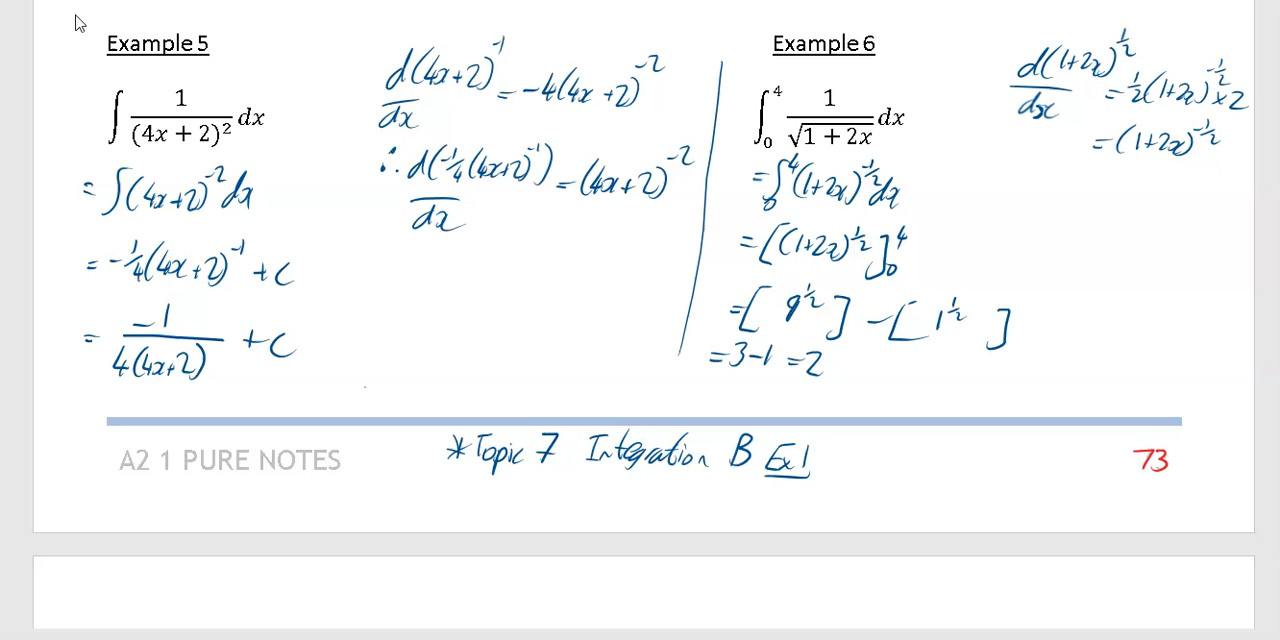 Example 5
∫ 1/(4x + 2)² dx
= ∫(4x+2)⁻² dx
= -¼(4x+2)⁻¹ + C
= -1/(4(4x+2)) + C
d(4x+2)⁻¹/dx = -4(4x+2)⁻²
∴ d(-¼(4x+2)⁻¹)/dx = (4x+2)⁻²
Example 6
∫₀⁴ 1/√(1 + 2x) dx
= ∫₀⁴ (1+2x)^(-½) dx
= [(1+2x)^½]₀⁴
= [9^½] - [1^½]
= 3-1 = 2
d(1+2x)^½/dx = ½(1+2x)^(-½) × 2
= (1+2x)^(-½)
A2 1 PURE NOTES
*Topic 7 Integration B Ex1
73